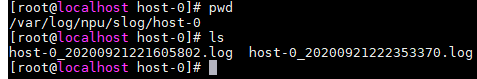 [root@localhost host-0]# pwd
/var/log/npu/slog/host-0
[root@localhost host-0]# ls
host-0_20200921221605802.log  host-0_20200921222353370.log
[root@localhost host-0]#